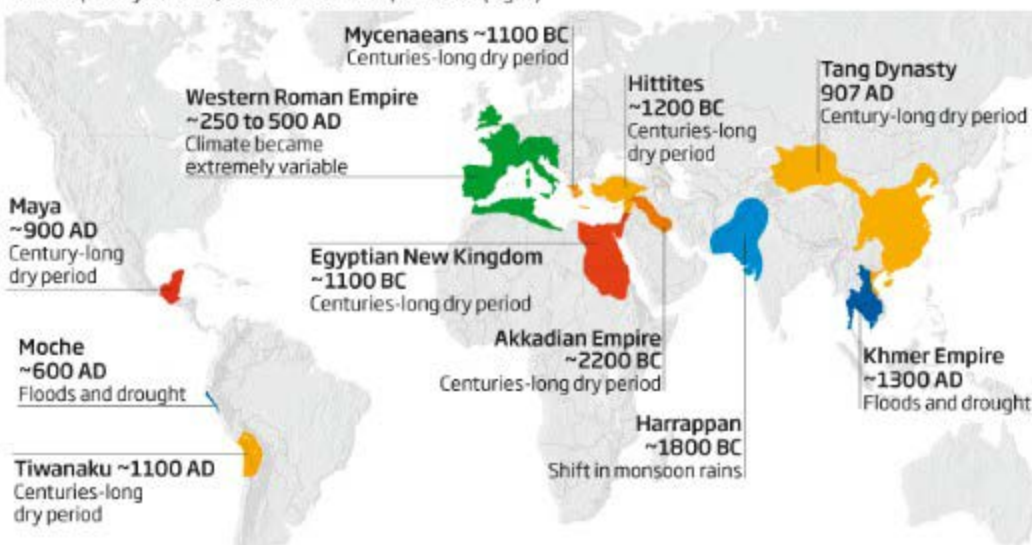 Mycenaeans ~1100 BC
Centuries-long dry period
Hittites
~1200 BC
Centuries-long
dry period
Tang Dynasty
907 AD
Century-long dry period
Western Roman Empire
~250 to 500 AD
Climate became
extremely variable
Maya
~900 AD
Century-long
dry period
Egyptian New Kingdom
~1100 BC
Centuries-long dry period
Akkadian Empire
~2200 BC
Centuries-long dry period
Khmer Empire
~1300 AD
Floods and drought
Moche
~600 AD
Floods and drought
Harrappan
~1800 BC
Shift in monsoon rains
Tiwanaku ~1100 AD
Centuries-long
dry period